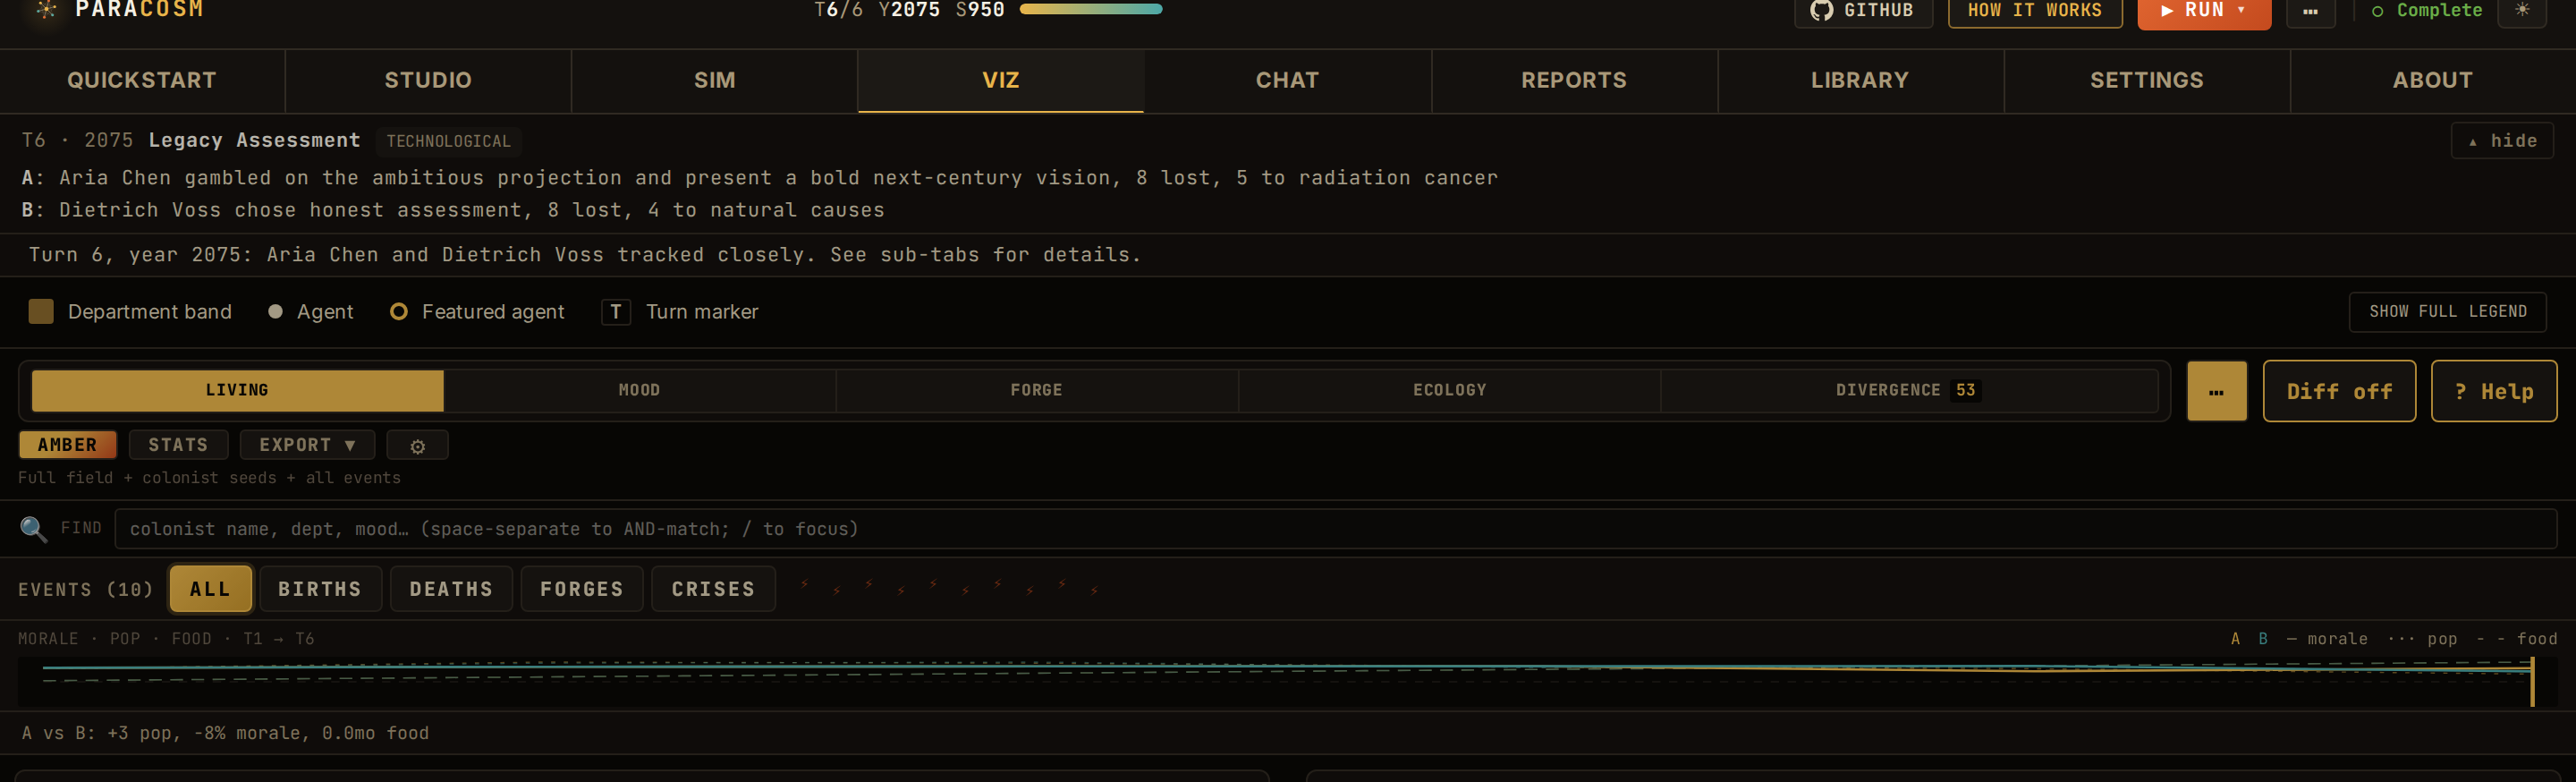 PARACOSM T6/6 Y2075 S950 GITHUB HOW IT WORKS ▶ RUN ▾ … Complete
QUICKSTART STUDIO SIM VIZ CHAT REPORTS LIBRARY SETTINGS ABOUT
T6 · 2075 Legacy Assessment TECHNOLOGICAL ▴ hide
A: Aria Chen gambled on the ambitious projection and present a bold next-century vision, 8 lost, 5 to radiation cancer
B: Dietrich Voss chose honest assessment, 8 lost, 4 to natural causes
Turn 6, year 2075: Aria Chen and Dietrich Voss tracked closely. See sub-tabs for details.
Department band Agent Featured agent T Turn marker SHOW FULL LEGEND
LIVING MOOD FORGE ECOLOGY DIVERGENCE 53 … Diff off ? Help
AMBER STATS EXPORT ▼
Full field + colonist seeds + all events
FIND colonist name, dept, mood… (space-separate to AND-match; / to focus)
EVENTS (10) ALL BIRTHS DEATHS FORGES CRISES
MORALE · POP · FOOD · T1 → T6 A B — morale ··· pop - - food
A vs B: +3 pop, -8% morale, 0.0mo food